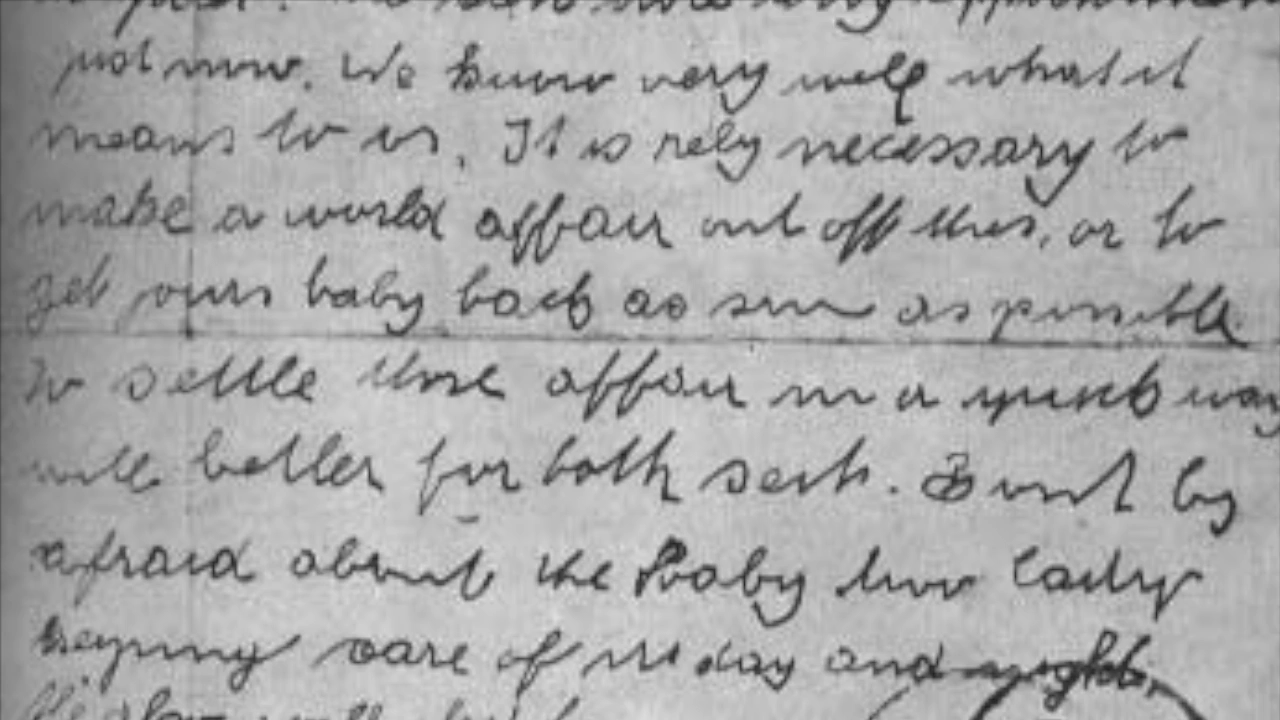 just now. We know very well what it
means to us. It is rely necessary to
make a world affair out off this, or to
get yours baby back as sun as possible
to settle those affair in a quick way
will better for both seits. Dont by
afraid about the baby two lady
keeping care of its day and night.